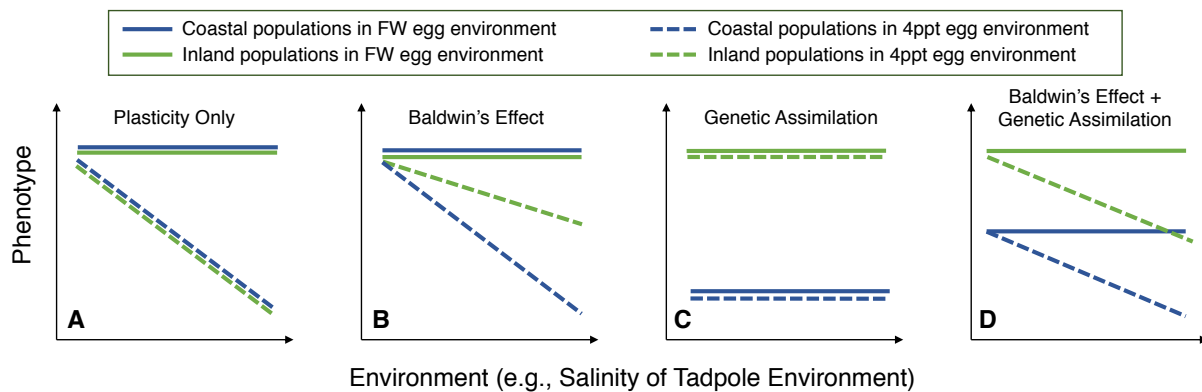 Coastal populations in FW egg environment
Inland populations in FW egg environment
Coastal populations in 4ppt egg environment
Inland populations in 4ppt egg environment
Plasticity Only
Baldwin's Effect
Genetic Assimilation
Baldwin's Effect +
Genetic Assimilation
Phenotype
A
B
C
D
Environment (e.g., Salinity of Tadpole Environment)